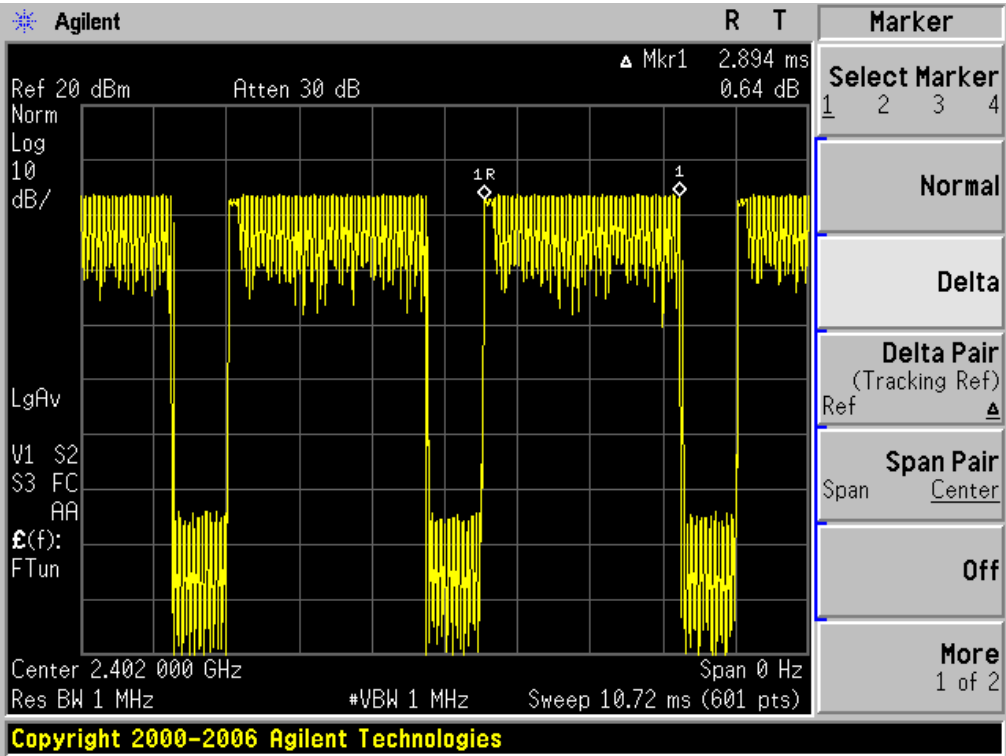 Agilent R T
Δ Mkr1 2.894 ms
Ref 20 dBm Atten 30 dB 0.64 dB
Norm
Log
10
dB/
1R
1
LgAv
V1 S2
S3 FC
AA
£(f):
FTun
Center 2.402 000 GHz Span 0 Hz
Res BW 1 MHz #VBW 1 MHz Sweep 10.72 ms (601 pts)
Copyright 2000-2006 Agilent Technologies
Marker
Select Marker
1 2 3 4
Normal
Delta
Delta Pair
(Tracking Ref)
Ref Δ
Span Pair
Span Center
Off
More
1 of 2